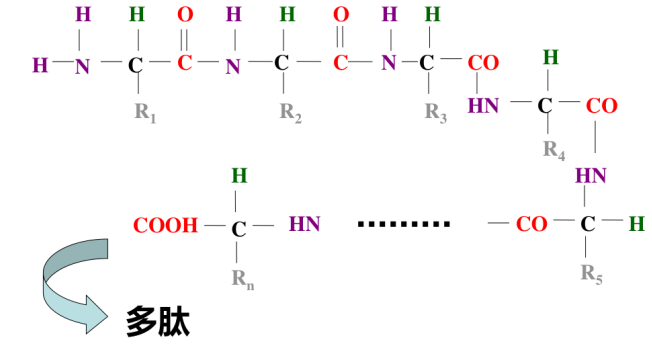 H H O H H O H H
H N C C N C C N C CO
R1 R2 R3
H
HN C CO
R4
HN
H
COOH C HN ......... CO C H
Rn R5
多肽